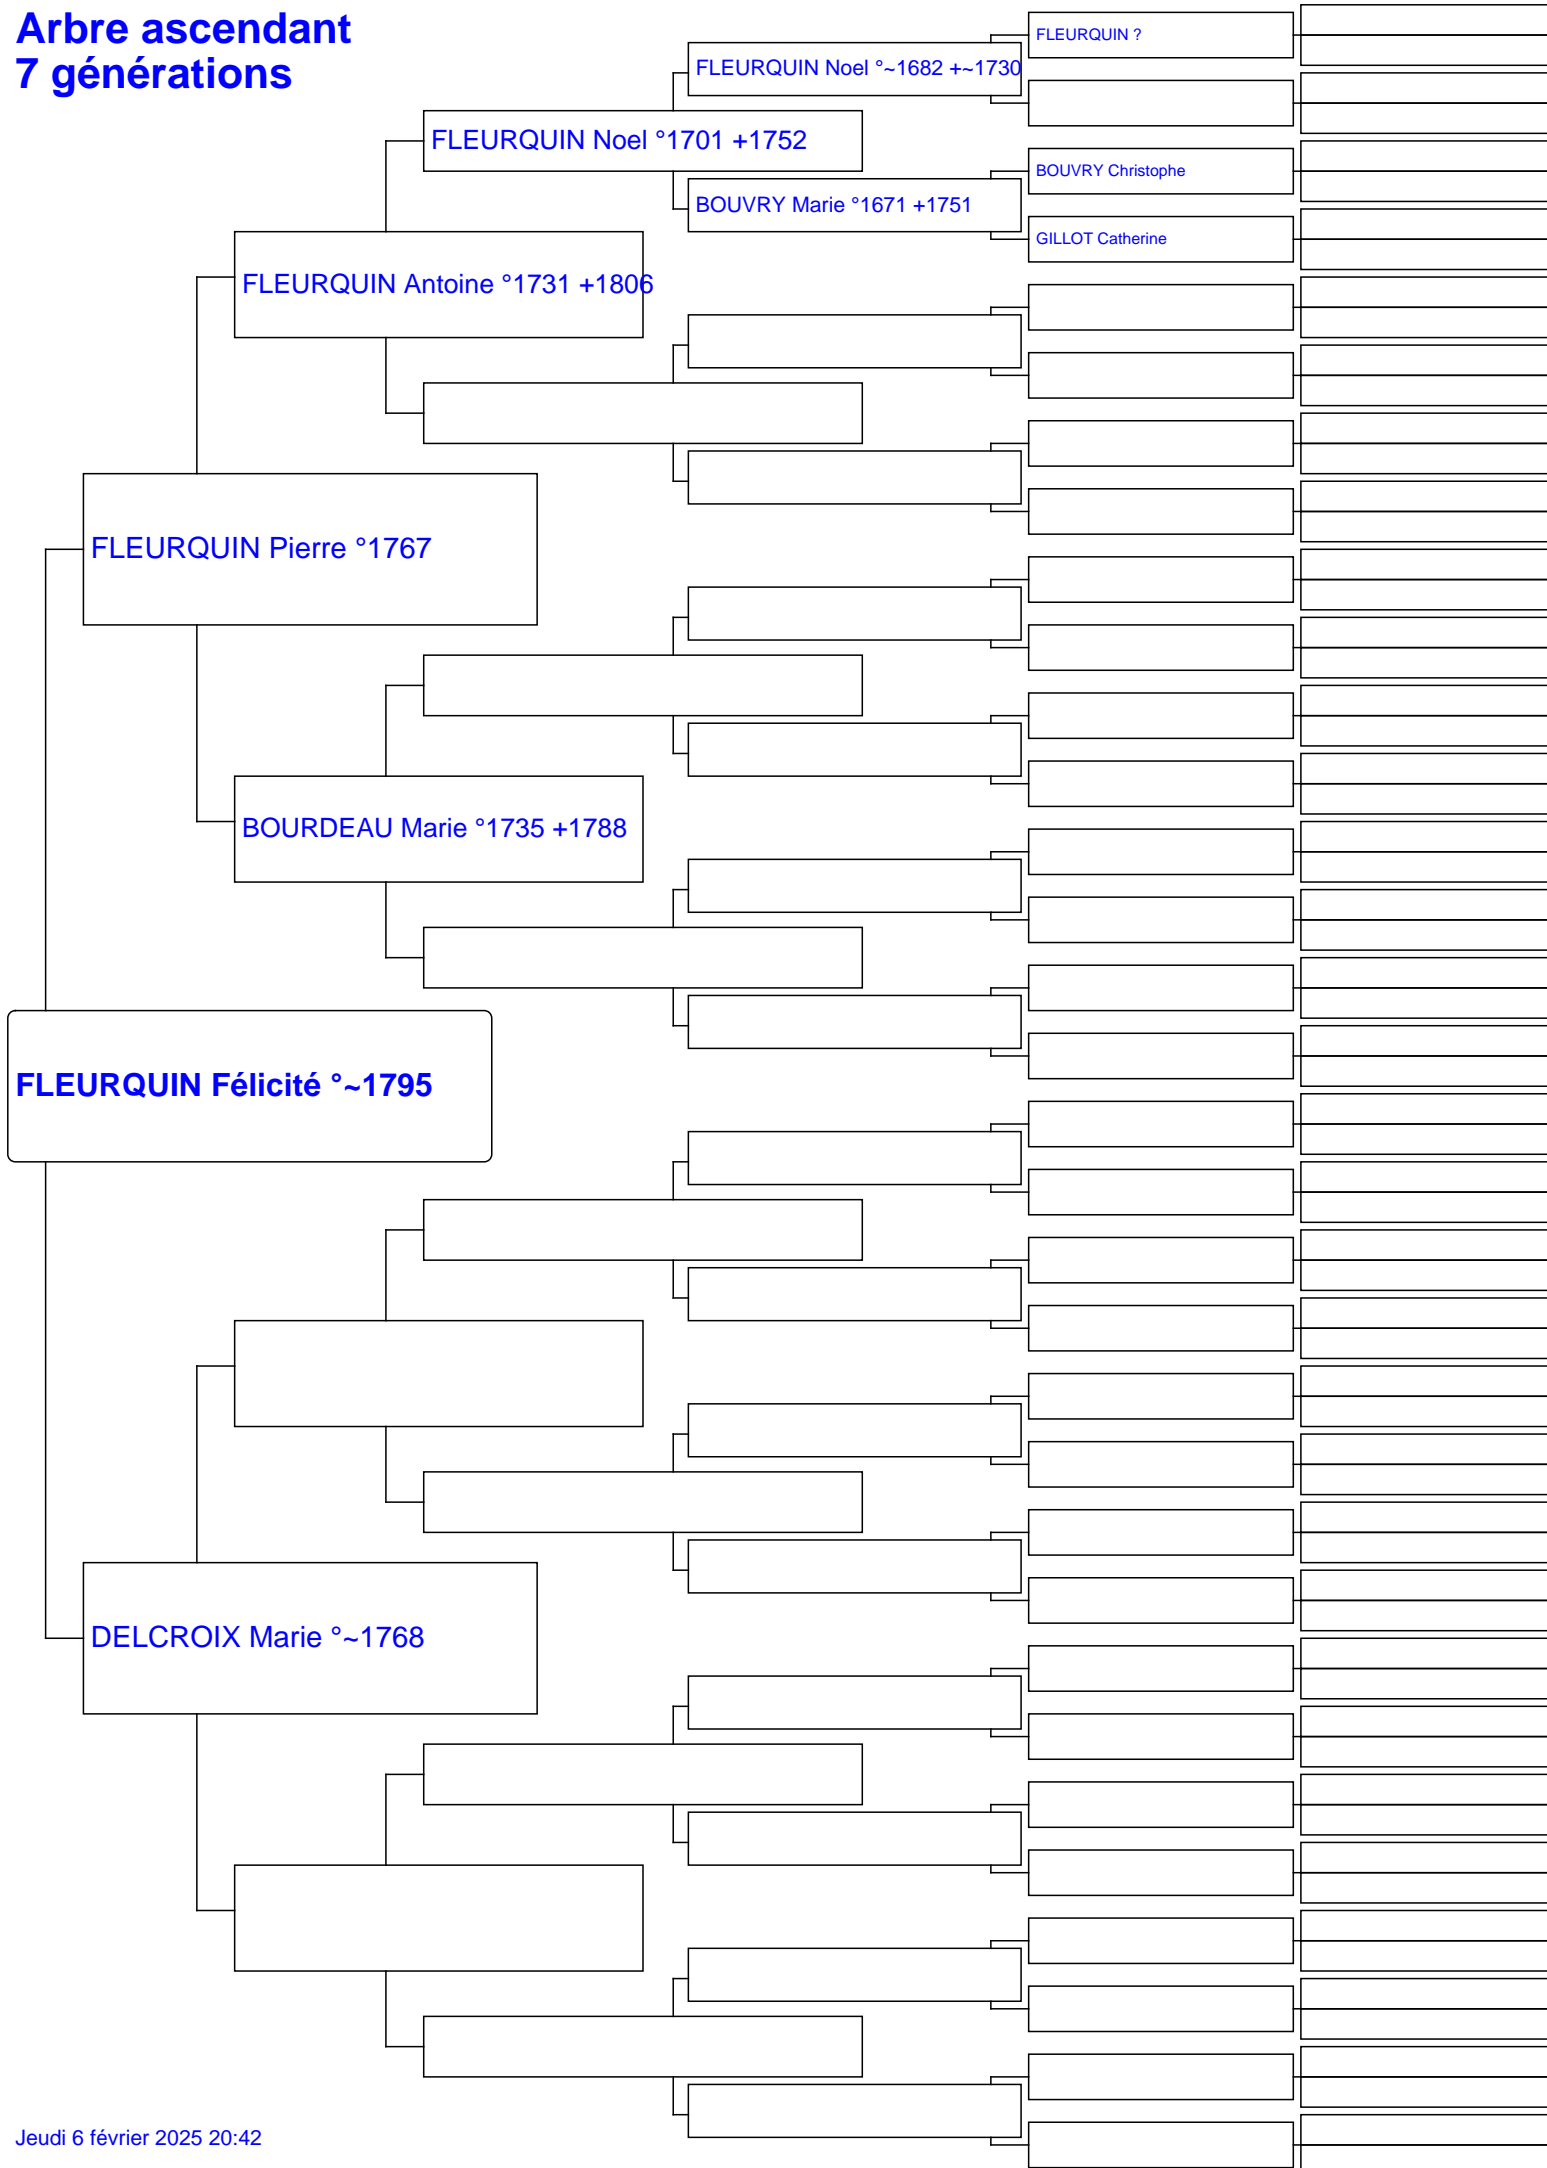 Arbre ascendant
7 générations
FLEURQUIN ?
FLEURQUIN Noel °~1682 +~1730
FLEURQUIN Noel °1701 +1752
BOUVRY Christophe
BOUVRY Marie °1671 +1751
GILLOT Catherine
FLEURQUIN Antoine °1731 +1806
FLEURQUIN Pierre °1767
BOURDEAU Marie °1735 +1788
FLEURQUIN Félicité °~1795
DELCROIX Marie °~1768
Jeudi 6 février 2025 20:42